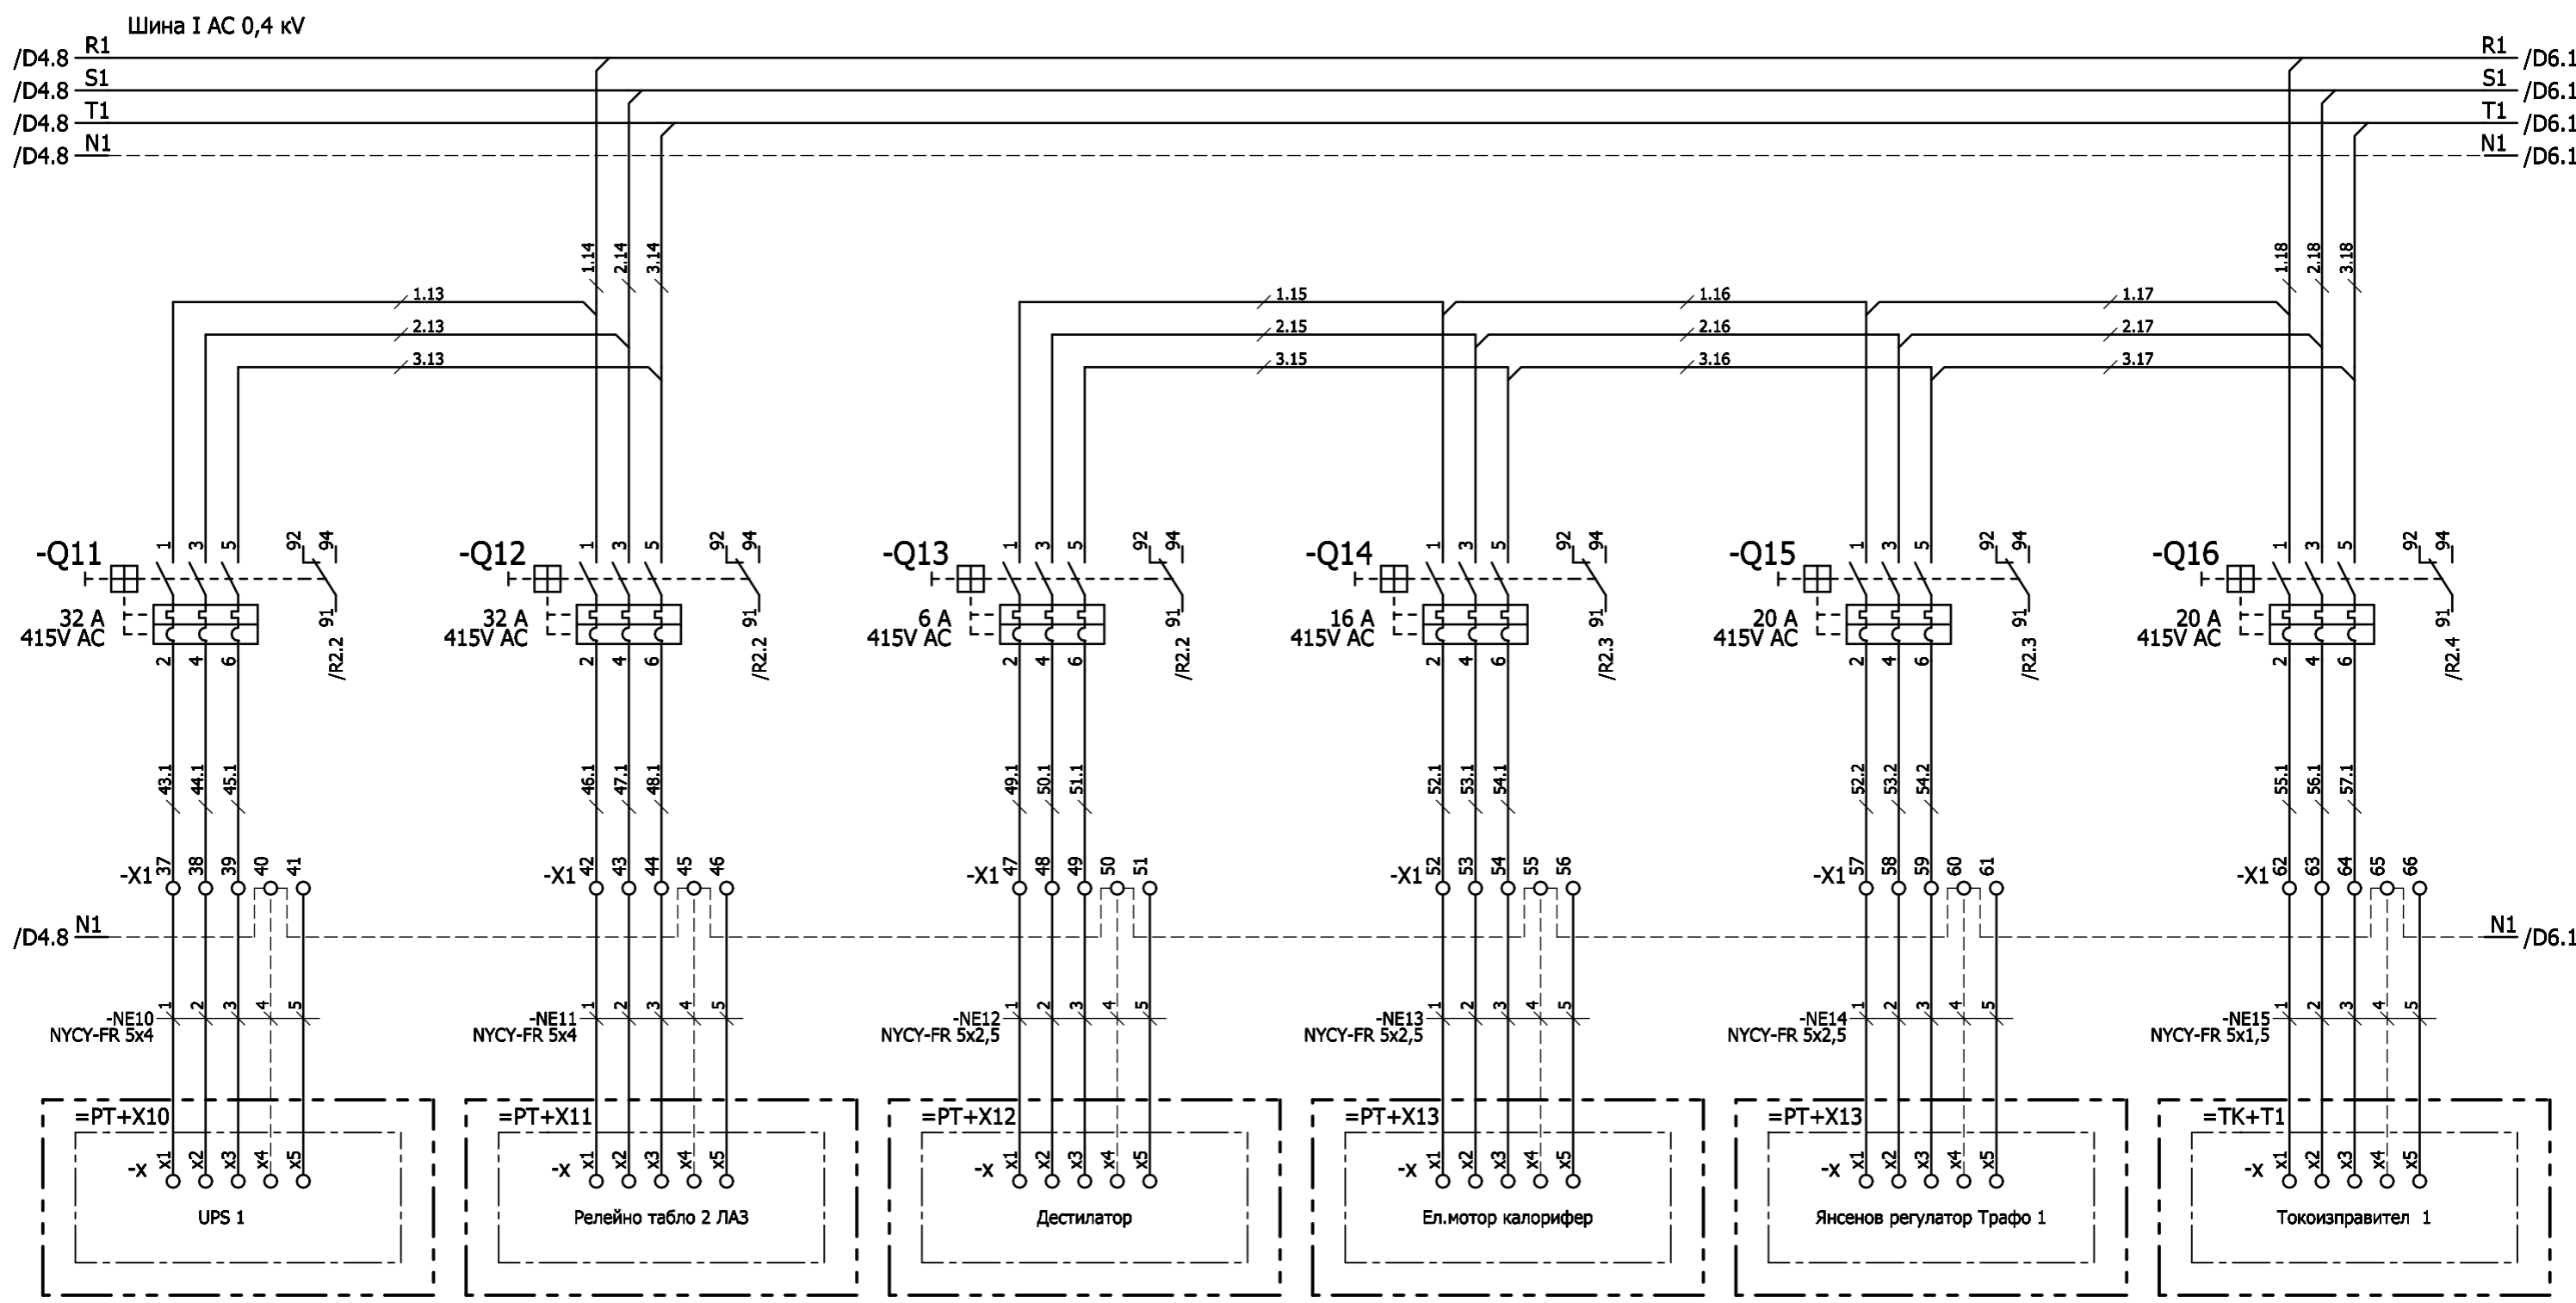 Шина I AC 0,4 kV
/D4.8 R1 R1 /D6.1
/D4.8 S1 S1 /D6.1
/D4.8 T1 T1 /D6.1
/D4.8 N1 N1 /D6.1
1.14 2.14 3.14 1.18 2.18 3.18
1.13 1.15 1.16 1.17
2.13 2.15 2.16 2.17
3.13 3.15 3.16 3.17
-Q11 1 3 5 92 94 -Q12 1 3 5 92 94 -Q13 1 3 5 92 94 -Q14 1 3 5 92 94 -Q15 1 3 5 92 94 -Q16 1 3 5 92 94
32 A 91 32 A 91 6 A 91 16 A 91 20 A 91 20 A 91
415V AC 415V AC 415V AC 415V AC 415V AC 415V AC
2 4 6 /R2.2 2 4 6 /R2.2 2 4 6 /R2.2 2 4 6 /R2.3 2 4 6 /R2.3 2 4 6 /R2.4
43.1 44.1 45.1 46.1 47.1 48.1 49.1 50.1 51.1 52.1 53.1 54.1 52.2 53.2 54.2 55.1 56.1 57.1
-X1 37 38 39 40 41 -X1 42 43 44 45 46 -X1 47 48 49 50 51 -X1 52 53 54 55 56 -X1 57 58 59 60 61 -X1 62 63 64 65 66
/D4.8 N1 N1 /D6.1
-NE10 1 2 3 4 5 -NE11 1 2 3 4 5 -NE12 1 2 3 4 5 -NE13 1 2 3 4 5 -NE14 1 2 3 4 5 -NE15 1 2 3 4 5
NYCY-FR 5x4 NYCY-FR 5x4 NYCY-FR 5x2,5 NYCY-FR 5x2,5 NYCY-FR 5x2,5 NYCY-FR 5x1,5
=PT+X10 =PT+X11 =PT+X12 =PT+X13 =PT+X13 =TK+T1
-x x1 x2 x3 x4 x5 -x x1 x2 x3 x4 x5 -x x1 x2 x3 x4 x5 -x x1 x2 x3 x4 x5 -x x1 x2 x3 x4 x5 -x x1 x2 x3 x4 x5
UPS 1 Релейно табло 2 ЛАЗ Дестилатор Ел.мотор калорифер Янсенов регулатор Трафо 1 Токоизправител 1